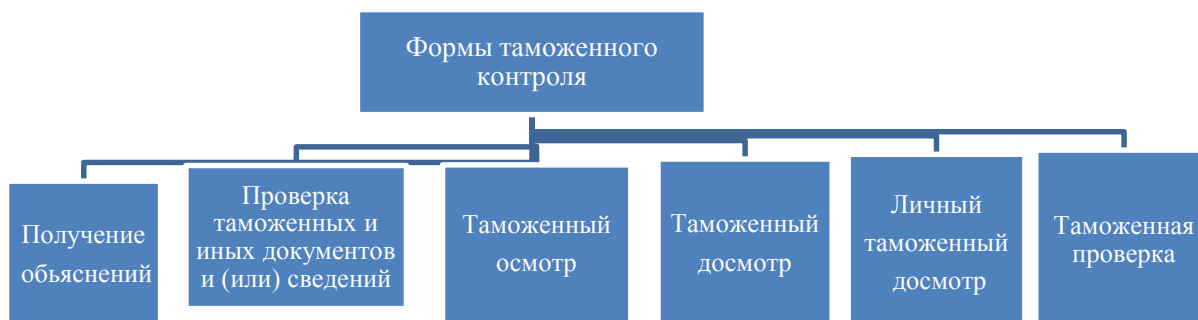 Формы таможенного
контроля
Получение
обьяснений
Проверка
таможенных и
иных документов
и (или) сведений
Таможенный
осмотр
Таможенный
досмотр
Личный
таможенный
досмотр
Таможенная
проверка